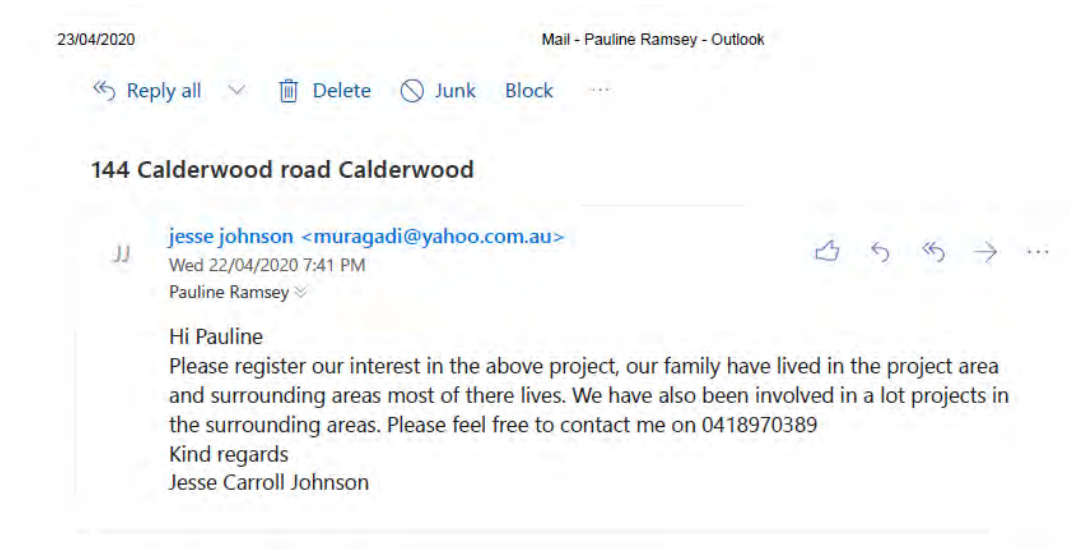 23/04/2020 Mail - Pauline Ramsey - Outlook
Reply all Delete Junk Block ...
144 Calderwood road Calderwood
JJ jesse johnson <muragadi@yahoo.com.au>
Wed 22/04/2020 7:41 PM
Pauline Ramsey
Hi Pauline
Please register our interest in the above project, our family have lived in the project area
and surrounding areas most of there lives. We have also been involved in a lot projects in
the surrounding areas. Please feel free to contact me on 0418970389
Kind regards
Jesse Carroll Johnson